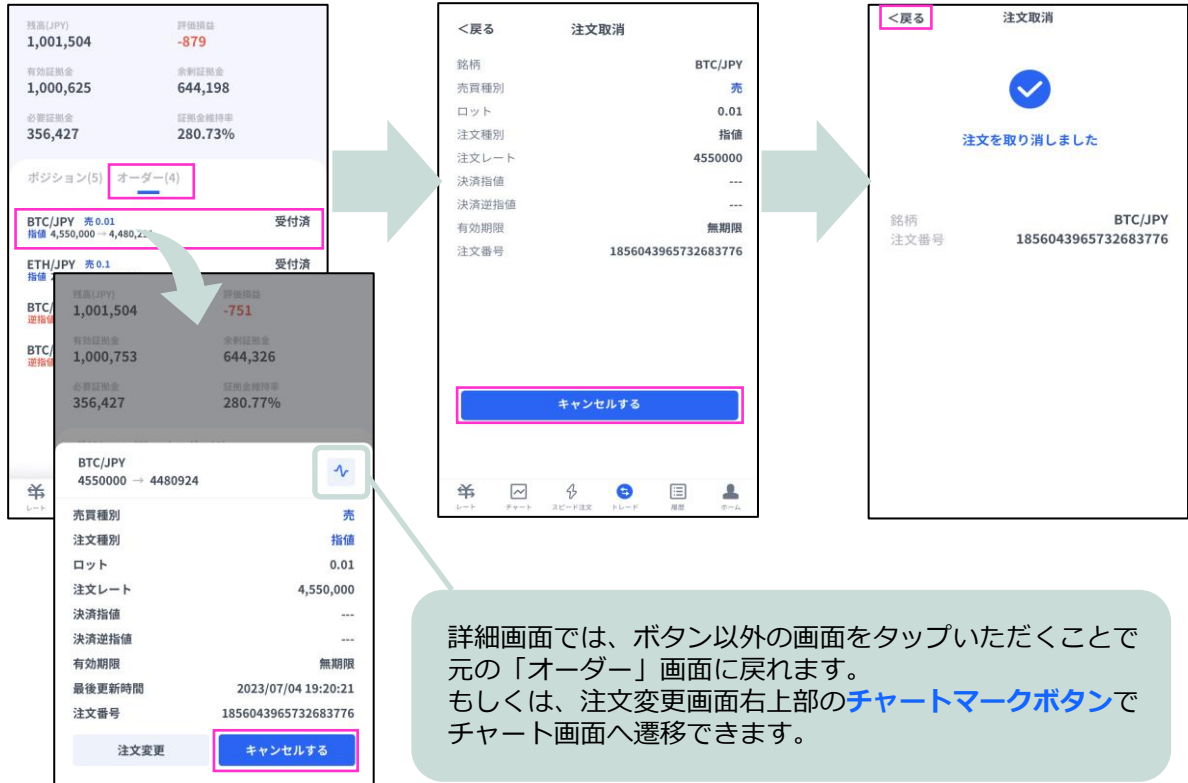 残高(JPY) 評価損益
1,001,504 -879
有効証拠金 余剰証拠金
1,000,625 644,198
必要証拠金 証拠金維持率
356,427 280.73%
ポジション(5) オーダー(4)
BTC/JPY 売 0.01 受付済
指値 4,550,000 → 4,480,2
ETH/JPY 売 0.1 受付済
指値
BTC/
逆指値
BTC/
逆指値
レート
残高(JPY) 評価損益
1,001,504 -751
有効証拠金 余剰証拠金
1,000,753 644,326
必要証拠金 証拠金維持率
356,427 280.77%
BTC/JPY
4550000 → 4480924
売買種別 売
注文種別 指値
ロット 0.01
注文レート 4,550,000
決済指値 ---
決済逆指値 ---
有効期限 無期限
最後更新時間 2023/07/04 19:20:21
注文番号 1856043965732683776
注文変更 キャンセルする
<戻る 注文取消
銘柄 BTC/JPY
売買種別 売
ロット 0.01
注文種別 指値
注文レート 4550000
決済指値 ---
決済逆指値 ---
有効期限 無期限
注文番号 1856043965732683776
キャンセルする
レート チャート スピード注文 トレード 履歴 ホーム
<戻る 注文取消
注文を取り消しました
銘柄 BTC/JPY
注文番号 1856043965732683776
詳細画面では、ボタン以外の画面をタップいただくことで
元の「オーダー」画面に戻れます。
もしくは、注文変更画面右上部のチャートマークボタンで
チャート画面へ遷移できます。